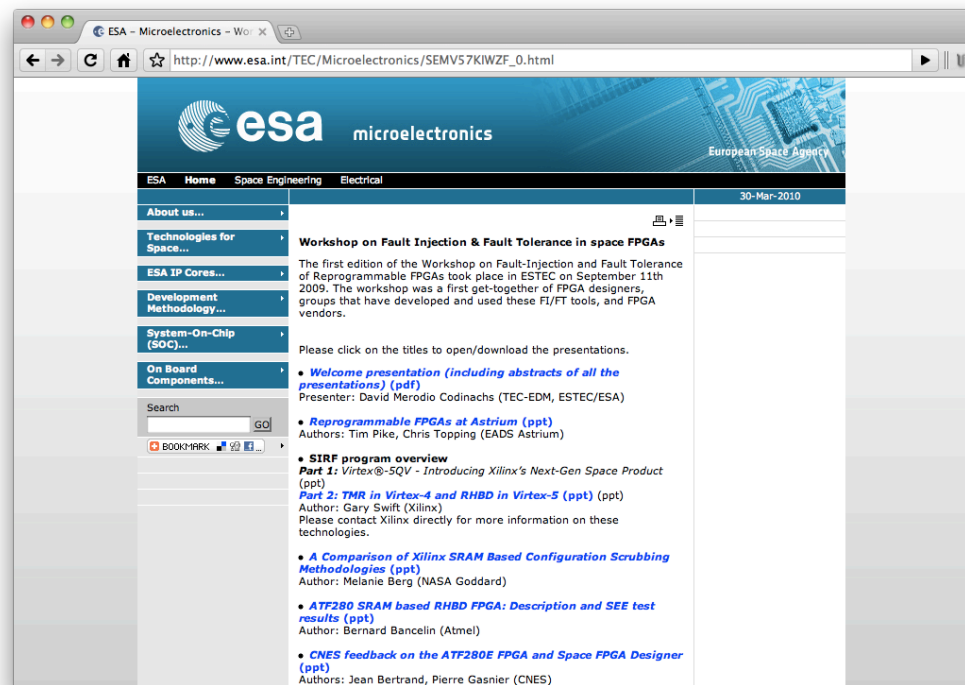 ESA – Microelectronics – Wor
http://www.esa.int/TEC/Microelectronics/SEMV57KIWZF_0.html
esa microelectronics
European Space Agency
ESA Home Space Engineering Electrical
30-Mar-2010
About us...
Technologies for
Space...
ESA IP Cores...
Development
Methodology...
System-On-Chip
(SOC)...
On Board
Components...
Search
GO
BOOKMARK
Workshop on Fault Injection & Fault Tolerance in space FPGAs
The first edition of the Workshop on Fault-Injection and Fault Tolerance
of Reprogrammable FPGAs took place in ESTEC on September 11th
2009. The workshop was a first get-together of FPGA designers,
groups that have developed and used these FI/FT tools, and FPGA
vendors.
Please click on the titles to open/download the presentations.
• Welcome presentation (including abstracts of all the
presentations) (pdf)
Presenter: David Merodio Codinachs (TEC-EDM, ESTEC/ESA)
• Reprogrammable FPGAs at Astrium (ppt)
Authors: Tim Pike, Chris Topping (EADS Astrium)
• SIRF program overview
Part 1: Virtex®-5QV - Introducing Xilinx's Next-Gen Space Product
(ppt)
Part 2: TMR in Virtex-4 and RHBD in Virtex-5 (ppt) (ppt)
Author: Gary Swift (Xilinx)
Please contact Xilinx directly for more information on these
technologies.
• A Comparison of Xilinx SRAM Based Configuration Scrubbing
Methodologies (ppt)
Author: Melanie Berg (NASA Goddard)
• ATF280 SRAM based RHBD FPGA: Description and SEE test
results (ppt)
Author: Bernard Bancelin (Atmel)
• CNES feedback on the ATF280E FPGA and Space FPGA Designer
(ppt)
Authors: Jean Bertrand, Pierre Gasnier (CNES)